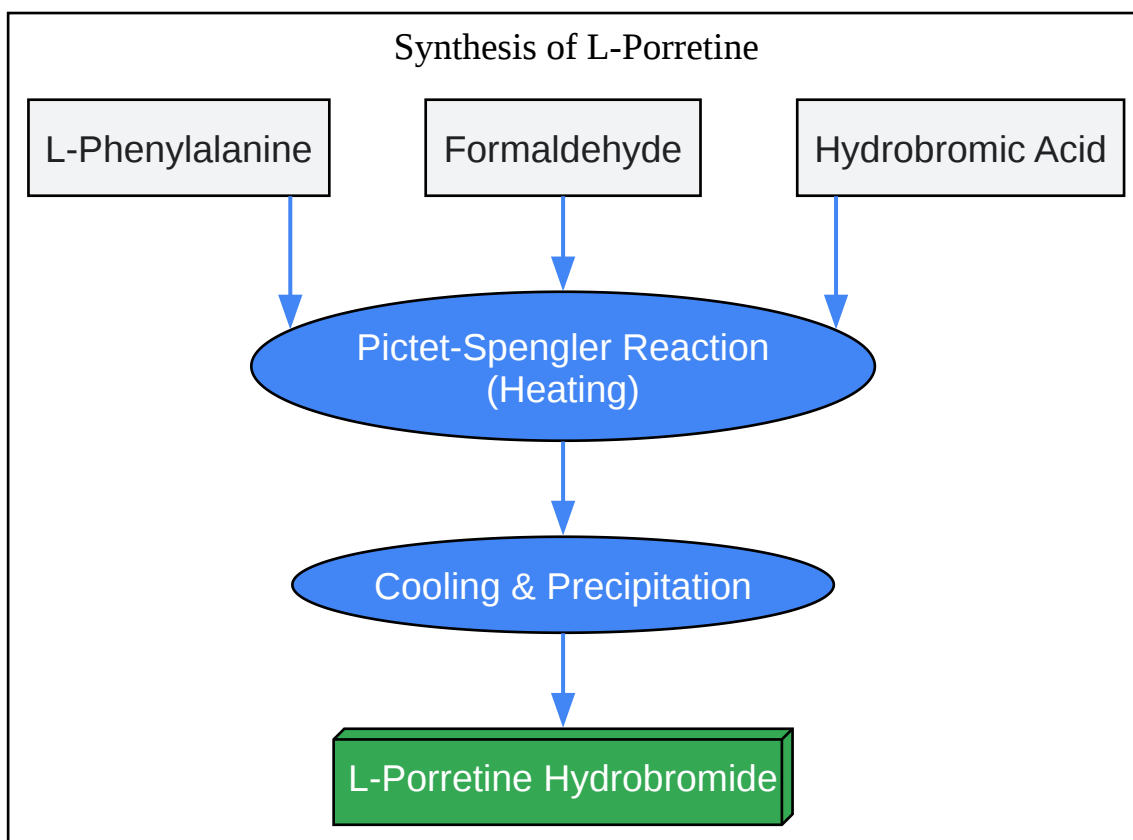 Synthesis of L-Porretine
L-Phenylalanine
Formaldehyde
Hydrobromic Acid
Pictet-Spengler Reaction
(Heating)
Cooling & Precipitation
L-Porretine Hydrobromide